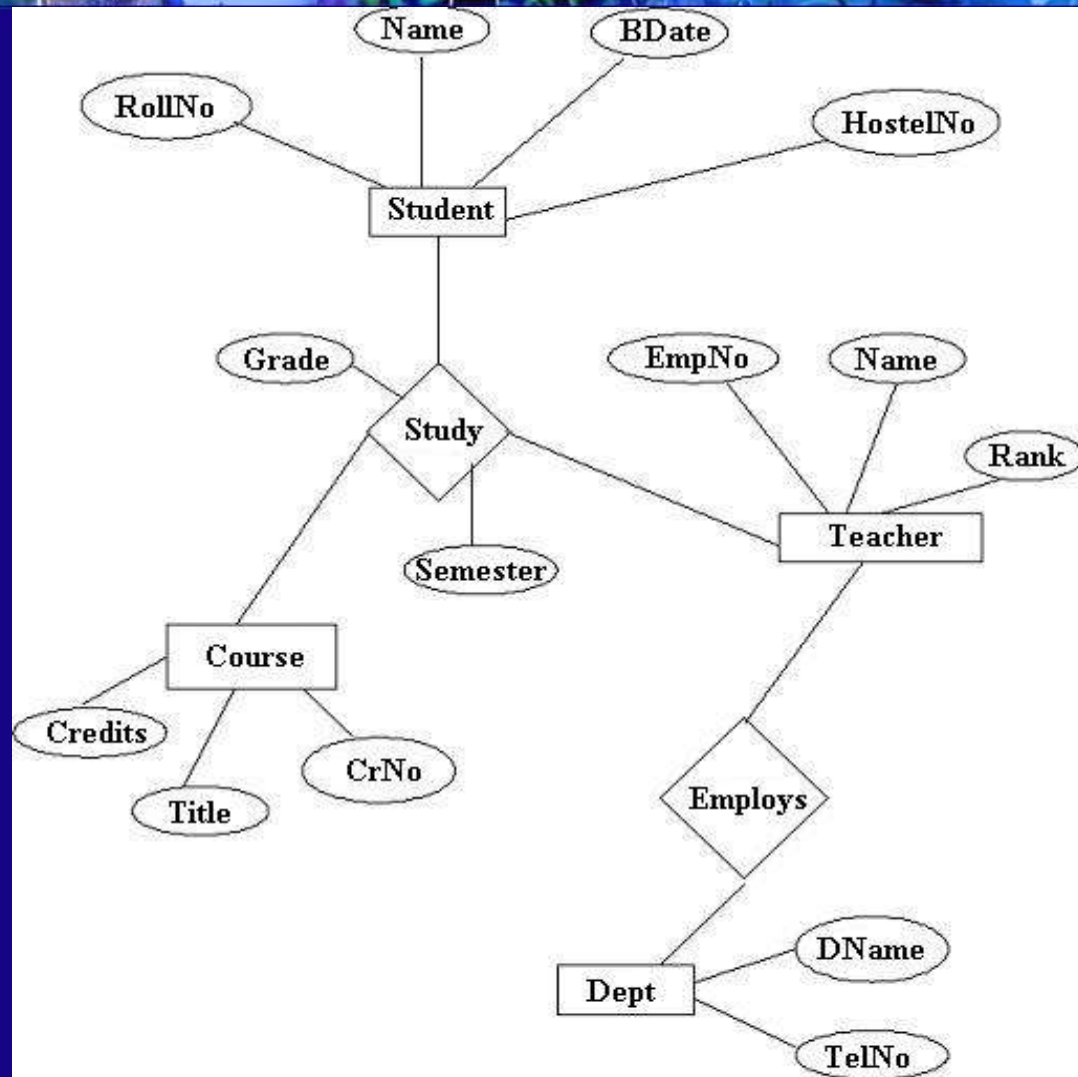 Name
BDate
RollNo
HostelNo
Student
Grade
EmpNo
Name
Study
Rank
Teacher
Semester
Course
Credits
CrNo
Title
Employs
DName
Dept
TelNo